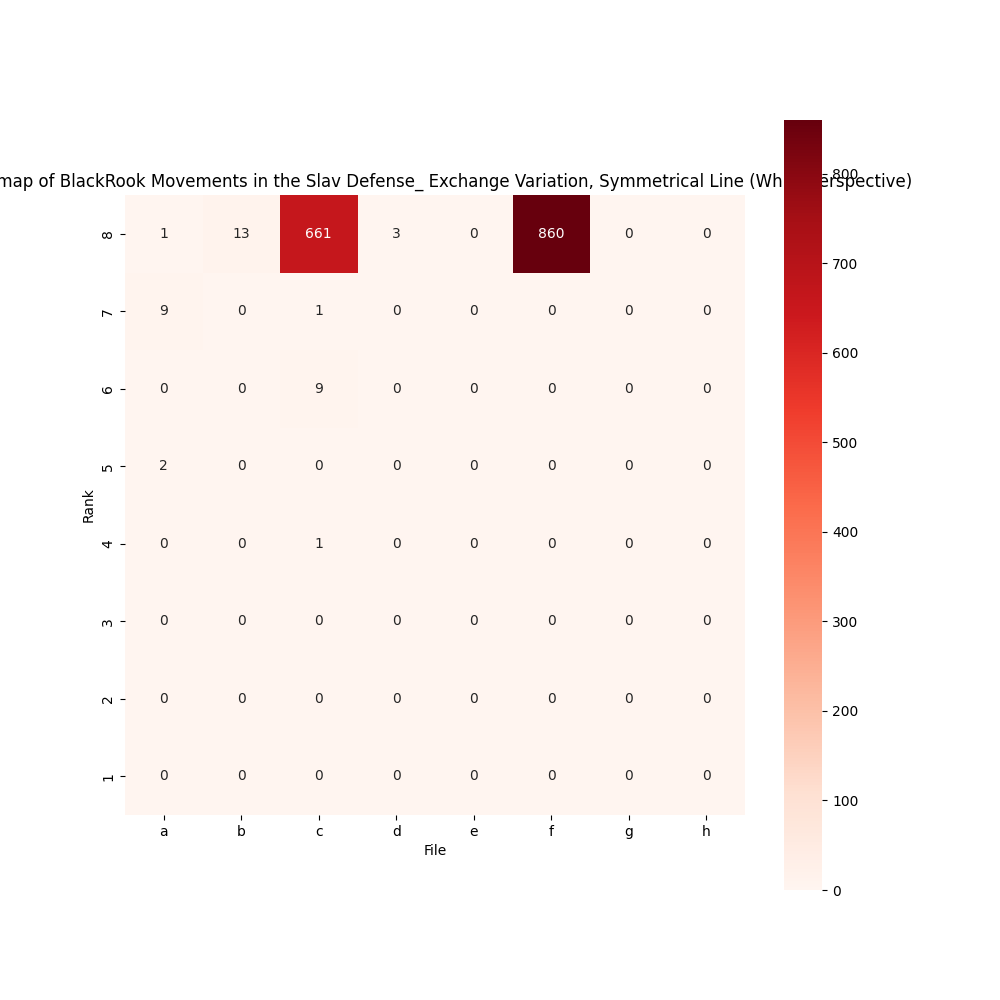 map of BlackRook Movements in the Slav Defense_ Exchange Variation, Symmetrical Line (Wh erspective)
8 1 13 661 3 0 860 0 0
7 9 0 1 0 0 0 0 0
6 0 0 9 0 0 0 0 0
5 2 0 0 0 0 0 0 0
4 0 0 1 0 0 0 0 0
3 0 0 0 0 0 0 0 0
2 0 0 0 0 0 0 0 0
1 0 0 0 0 0 0 0 0
a b c d e f g h
File
Rank
800
700
600
500
400
300
200
100
0